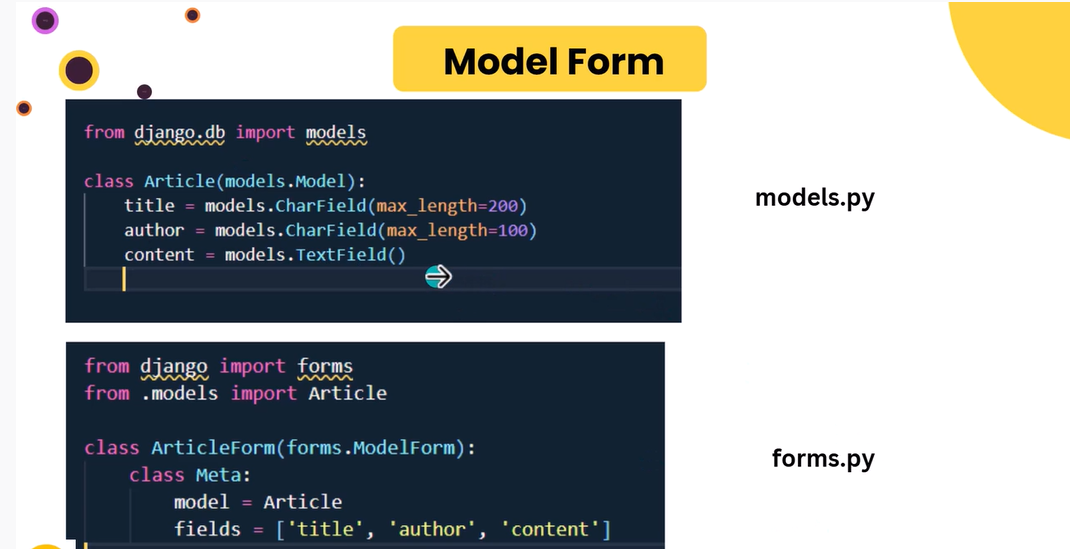 Model Form
from django.db import models
class Article(models.Model):
    title = models.CharField(max_length=200)
    author = models.CharField(max_length=100)
    content = models.TextField()
models.py
from django import forms
from .models import Article
class ArticleForm(forms.ModelForm):
    class Meta:
        model = Article
        fields = ['title', 'author', 'content']
forms.py